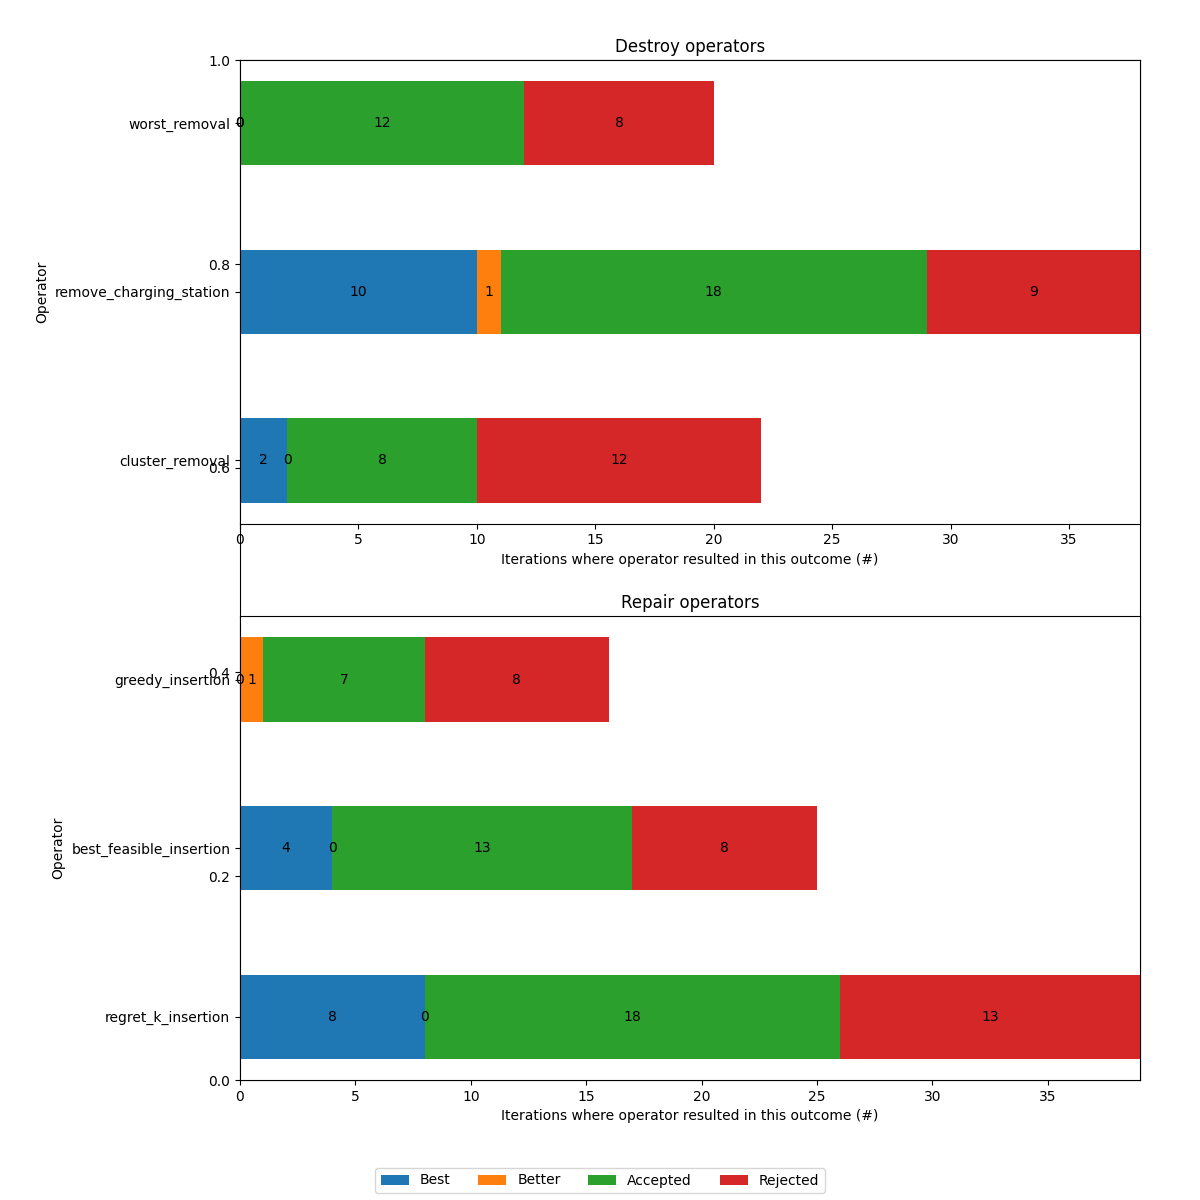 Destroy operators
1.0
worst_removal 0 0 12 8
0.8
Operator
remove_charging_station 10 1 18 9
cluster_removal 2 0 8 12
0.6
0 5 10 15 20 25 30 35
Iterations where operator resulted in this outcome (#)
Repair operators
0.4
greedy_insertion 0 1 7 8
Operator
best_feasible_insertion 4 0 13 8
0.2
regret_k_insertion 8 0 18 13
0.0
0 5 10 15 20 25 30 35
Iterations where operator resulted in this outcome (#)
Best Better Accepted Rejected